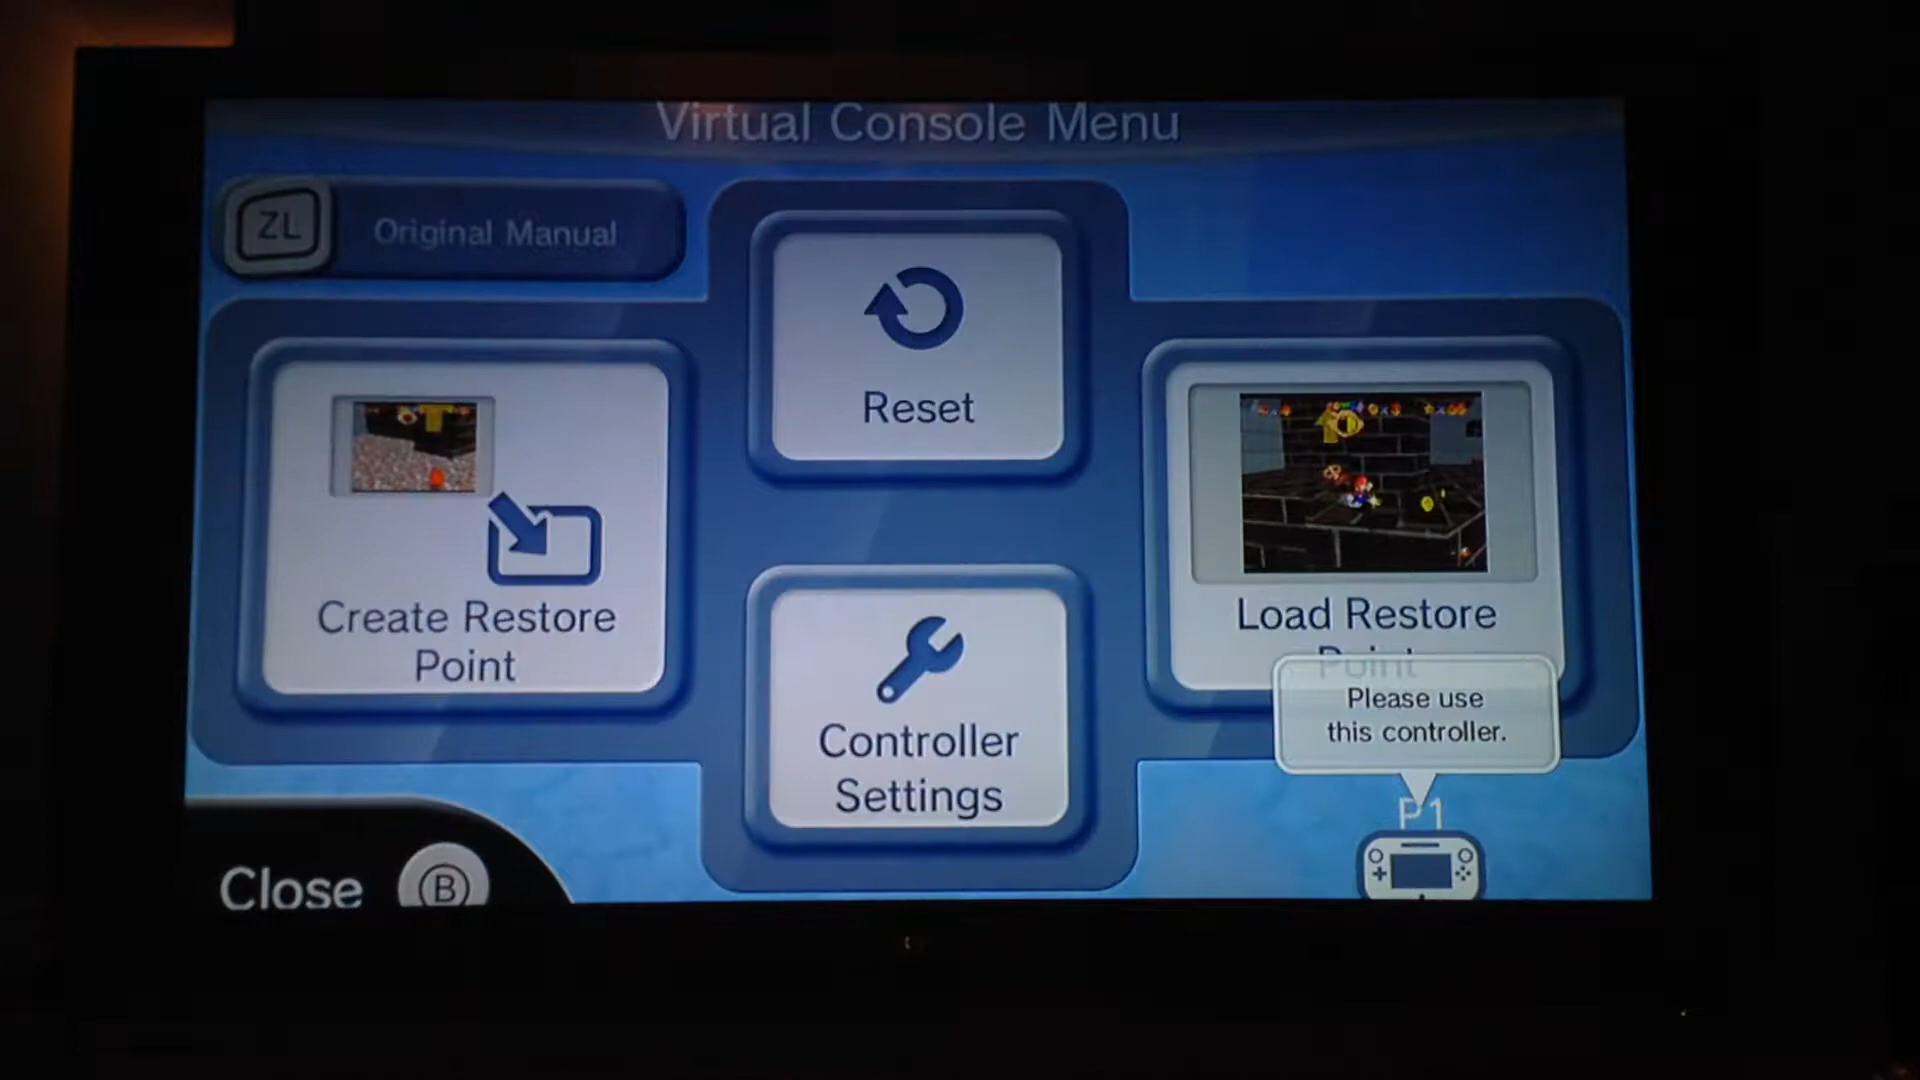 Virtual Console Menu
ZL
Original Manual
Reset
Create Restore
Point
Load Restore
Point
Controller
Settings
Please use
this controller.
P1
Close B